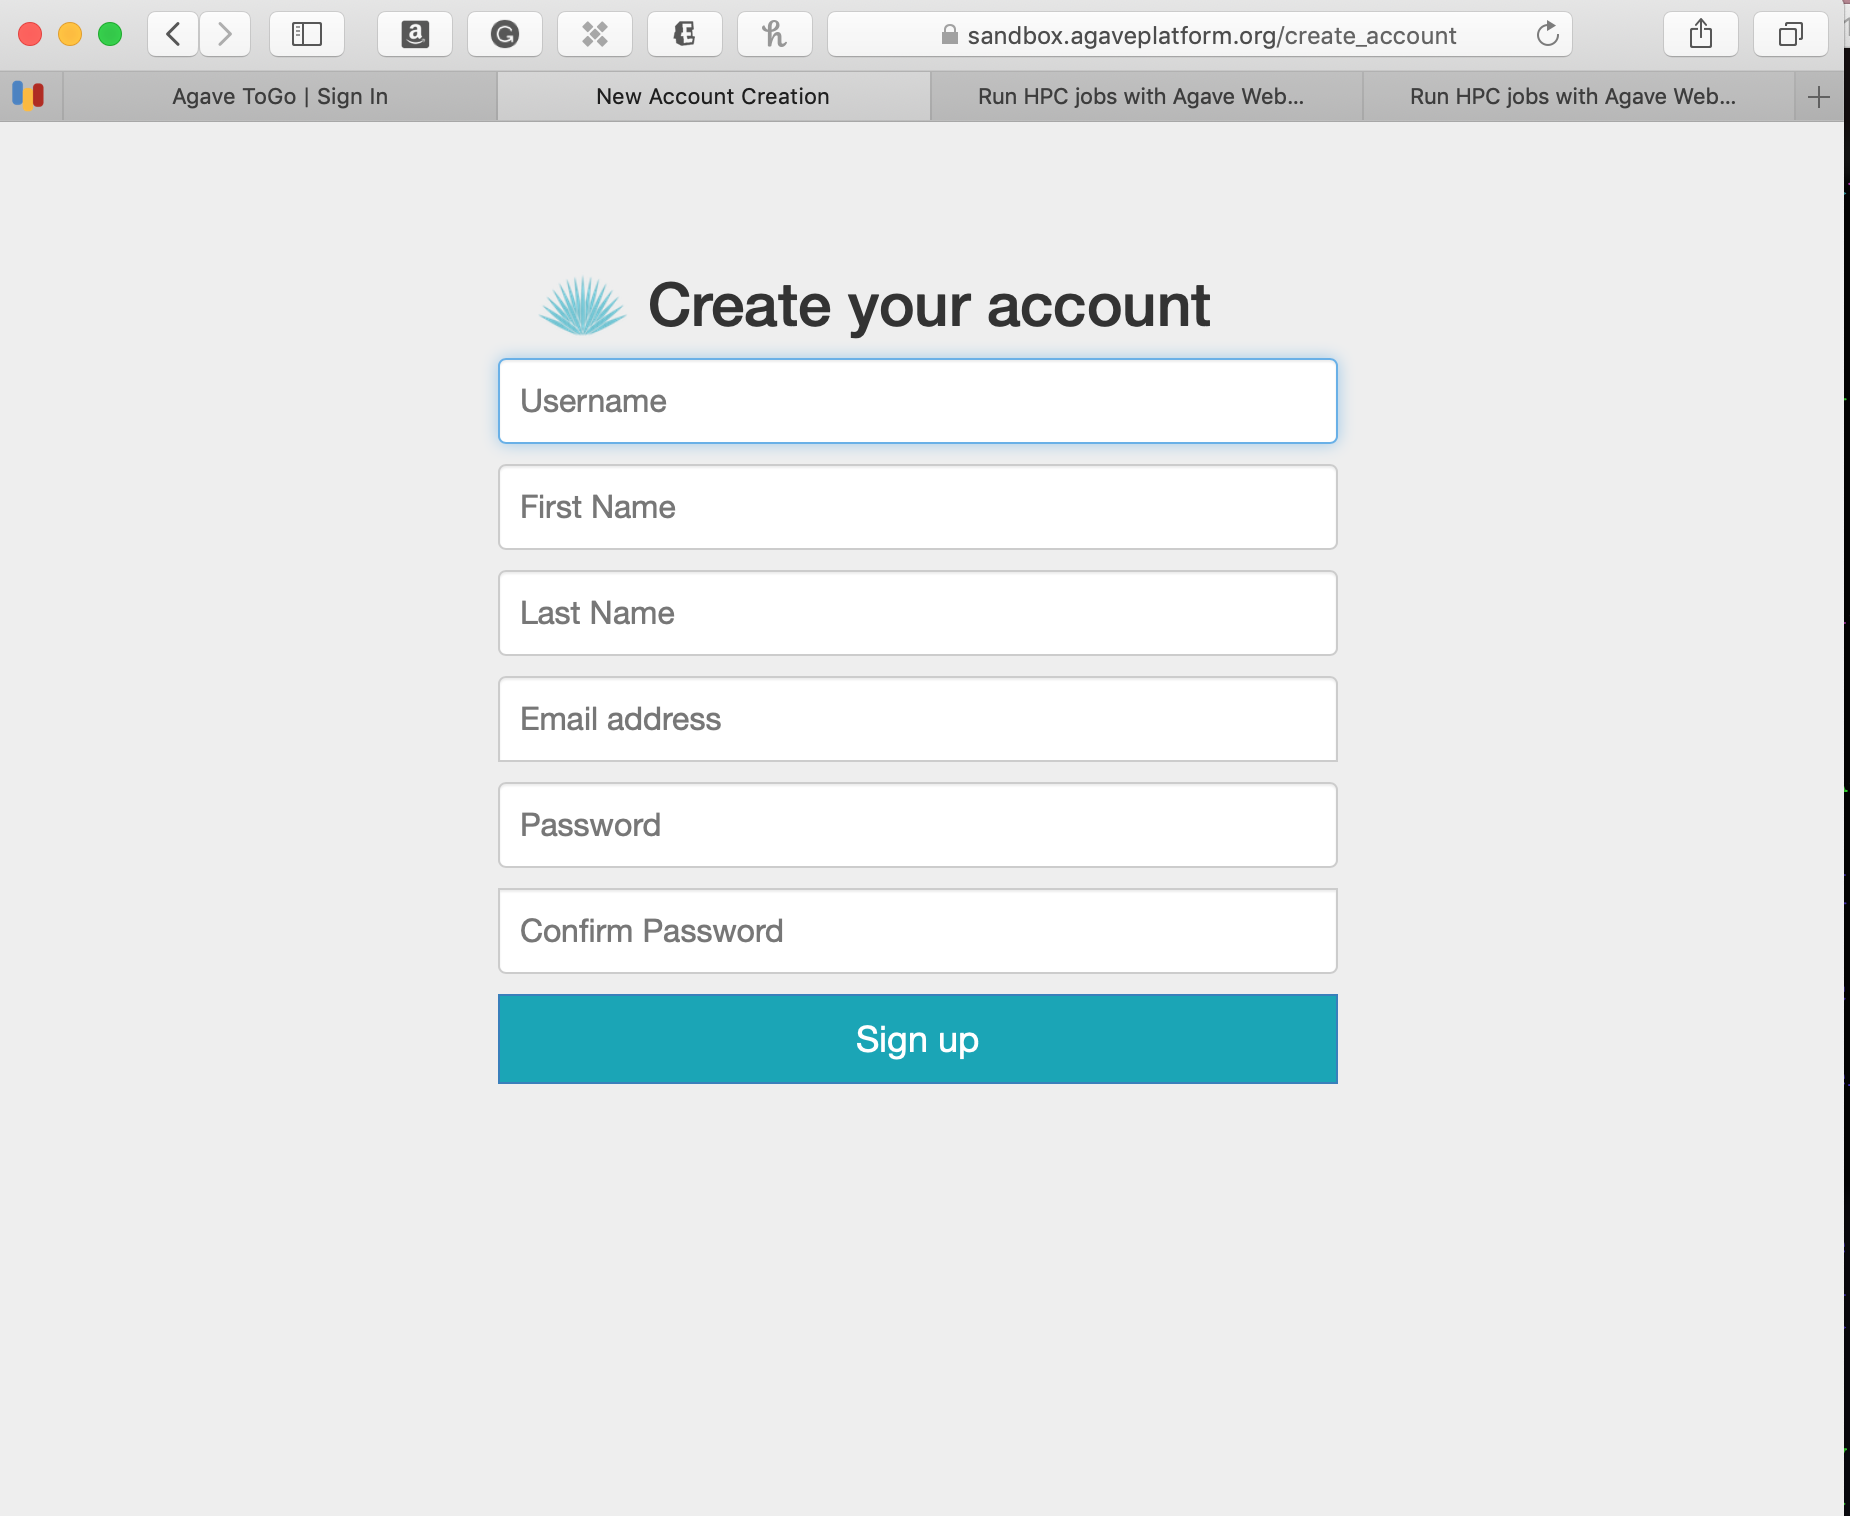 sandbox.agaveplatform.org/create_account
Agave ToGo | Sign In
New Account Creation
Run HPC jobs with Agave Web...
Run HPC jobs with Agave Web...
Create your account
Username
First Name
Last Name
Email address
Password
Confirm Password
Sign up